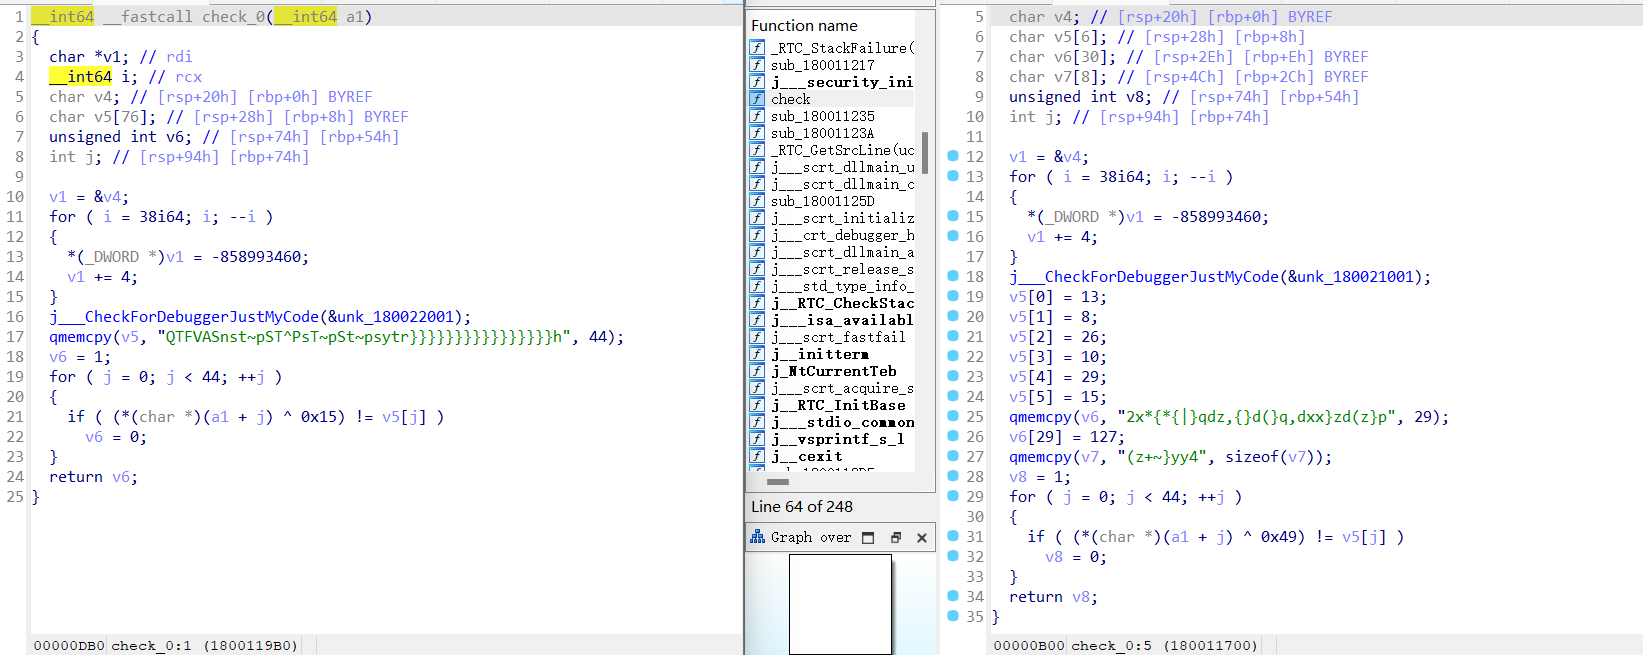 1 __int64 __fastcall check_0(__int64 a1)
2 {
3 char *v1; // rdi
4 __int64 i; // rcx
5 char v4; // [rsp+20h] [rbp+0h] BYREF
6 char v5[76]; // [rsp+28h] [rbp+8h] BYREF
7 unsigned int v6; // [rsp+74h] [rbp+54h]
8 int j; // [rsp+94h] [rbp+74h]
9
10 v1 = &v4;
11 for ( i = 38i64; i; --i )
12 {
13 *(_DWORD *)v1 = -858993460;
14 v1 += 4;
15 }
16 j___CheckForDebuggerJustMyCode(&unk_180022001);
17 qmemcpy(v5, "QTFVASnst~pST^PsT~pSt~psytr}}}}}}}}}}}}}}}}h", 44);
18 v6 = 1;
19 for ( j = 0; j < 44; ++j )
20 {
21 if ( (*(char *)(a1 + j) ^ 0x15) != v5[j] )
22 v6 = 0;
23 }
24 return v6;
25 }
00000DB0 check_0:1 (1800119B0)
Function name
f _RTC_StackFailure(
f sub_180011217
f j___security_ini
f check
f sub_180011235
f sub_18001123A
f _RTC_GetSrcLine(uc
f j___scrt_dllmain_u
f j___scrt_dllmain_c
f sub_18001125D
f j___scrt_initializ
f j___crt_debugger_h
f j___scrt_dllmain_a
f j___scrt_release_s
f j___std_type_info_
f j__RTC_CheckStac
f j___isa_availabl
f j___scrt_fastfail
f j__initterm
f j_NtCurrentTeb
f j___scrt_acquire_s
f j__RTC_InitBase
f j___stdio_common
f j__vsprintf_s_l
f j__cexit
Line 64 of 248
Graph over
5 char v4; // [rsp+20h] [rbp+0h] BYREF
6 char v5[6]; // [rsp+28h] [rbp+8h]
7 char v6[30]; // [rsp+2Eh] [rbp+Eh] BYREF
8 char v7[8]; // [rsp+4Ch] [rbp+2Ch] BYREF
9 unsigned int v8; // [rsp+74h] [rbp+54h]
10 int j; // [rsp+94h] [rbp+74h]
11
12 v1 = &v4;
13 for ( i = 38i64; i; --i )
14 {
15 *(_DWORD *)v1 = -858993460;
16 v1 += 4;
17 }
18 j___CheckForDebuggerJustMyCode(&unk_180021001);
19 v5[0] = 13;
20 v5[1] = 8;
21 v5[2] = 26;
22 v5[3] = 10;
23 v5[4] = 29;
24 v5[5] = 15;
25 qmemcpy(v6, "2x*{*{|}qdz,{}d(}q,dxx}zd(z}p", 29);
26 v6[29] = 127;
27 qmemcpy(v7, "(z+~}yy4", sizeof(v7));
28 v8 = 1;
29 for ( j = 0; j < 44; ++j )
30 {
31 if ( (*(char *)(a1 + j) ^ 0x49) != v5[j] )
32 v8 = 0;
33 }
34 return v8;
35 }
00000B00 check_0:5 (180011700)